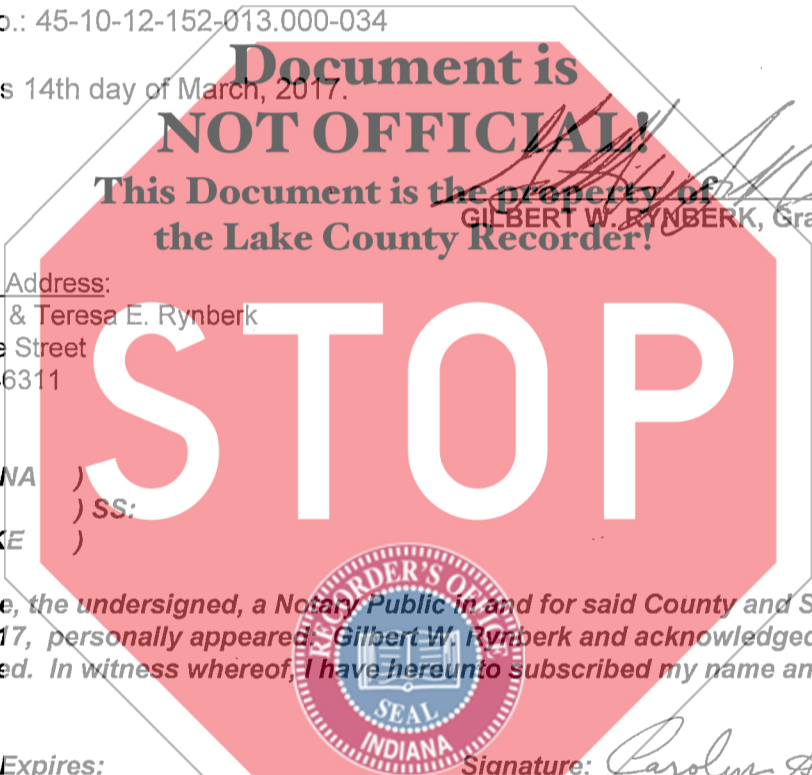 o.: 45-10-12-152-013.000-034
Document is
s 14th day of March, 2017.
NOT OFFICIAL!
This Document is the property of
GILBERT W. RYNBERK, Gra
the Lake County Recorder!
Address:
& Teresa E. Rynberk
e Street
6311
STOP
NA )
) SS:
KE )
RECORDER'S OFFICE
SEAL
INDIANA
e, the undersigned, a Notary Public in and for said County and S
17, personally appeared: Gilbert W. Rynberk and acknowledged
ed. In witness whereof, I have hereunto subscribed my name an
Expires:
Signature: Carolyn